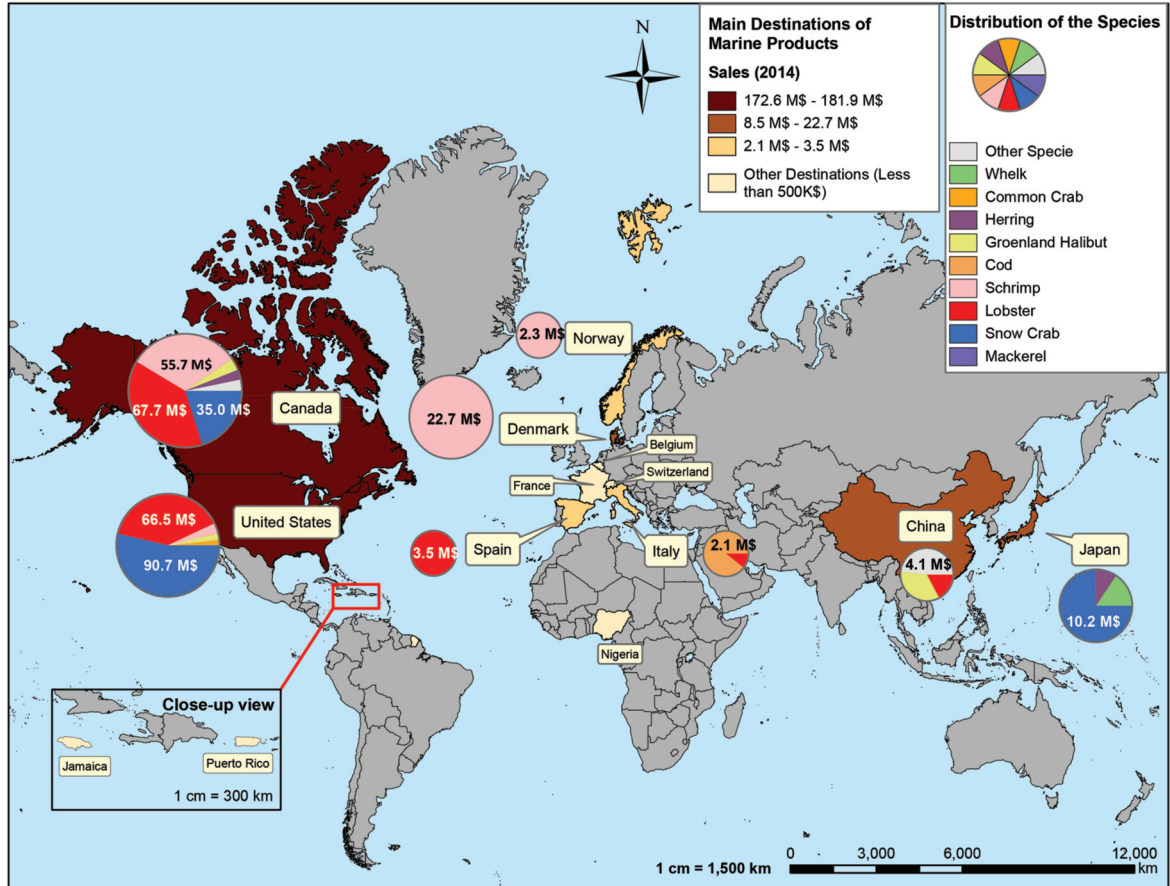 N
Main Destinations of
Marine Products
Sales (2014)
172.6 M$ - 181.9 M$
8.5 M$ - 22.7 M$
2.1 M$ - 3.5 M$
Other Destinations (Less
than 500K$)
Distribution of the Species
Other Specie
Whelk
Common Crab
Herring
Groenland Halibut
Cod
Schrimp
Lobster
Snow Crab
Mackerel
2.3 M$
Norway
55.7 M$
67.7 M$
35.0 M$
Canada
22.7 M$
Denmark
Belgium
Switzerland
France
66.5 M$
90.7 M$
United States
3.5 M$
Spain
Italy
2.1 M$
China
4.1 M$
Japan
10.2 M$
Nigeria
Close-up view
Jamaica
Puerto Rico
1 cm = 300 km
1 cm = 1,500 km
0
3,000
6,000
12,000
km